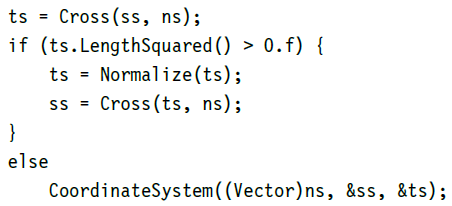 ts = Cross(ss, ns);
if (ts.LengthSquared() > 0.f) {
    ts = Normalize(ts);
    ss = Cross(ts, ns);
}
else
    CoordinateSystem((Vector)ns, &ss, &ts);